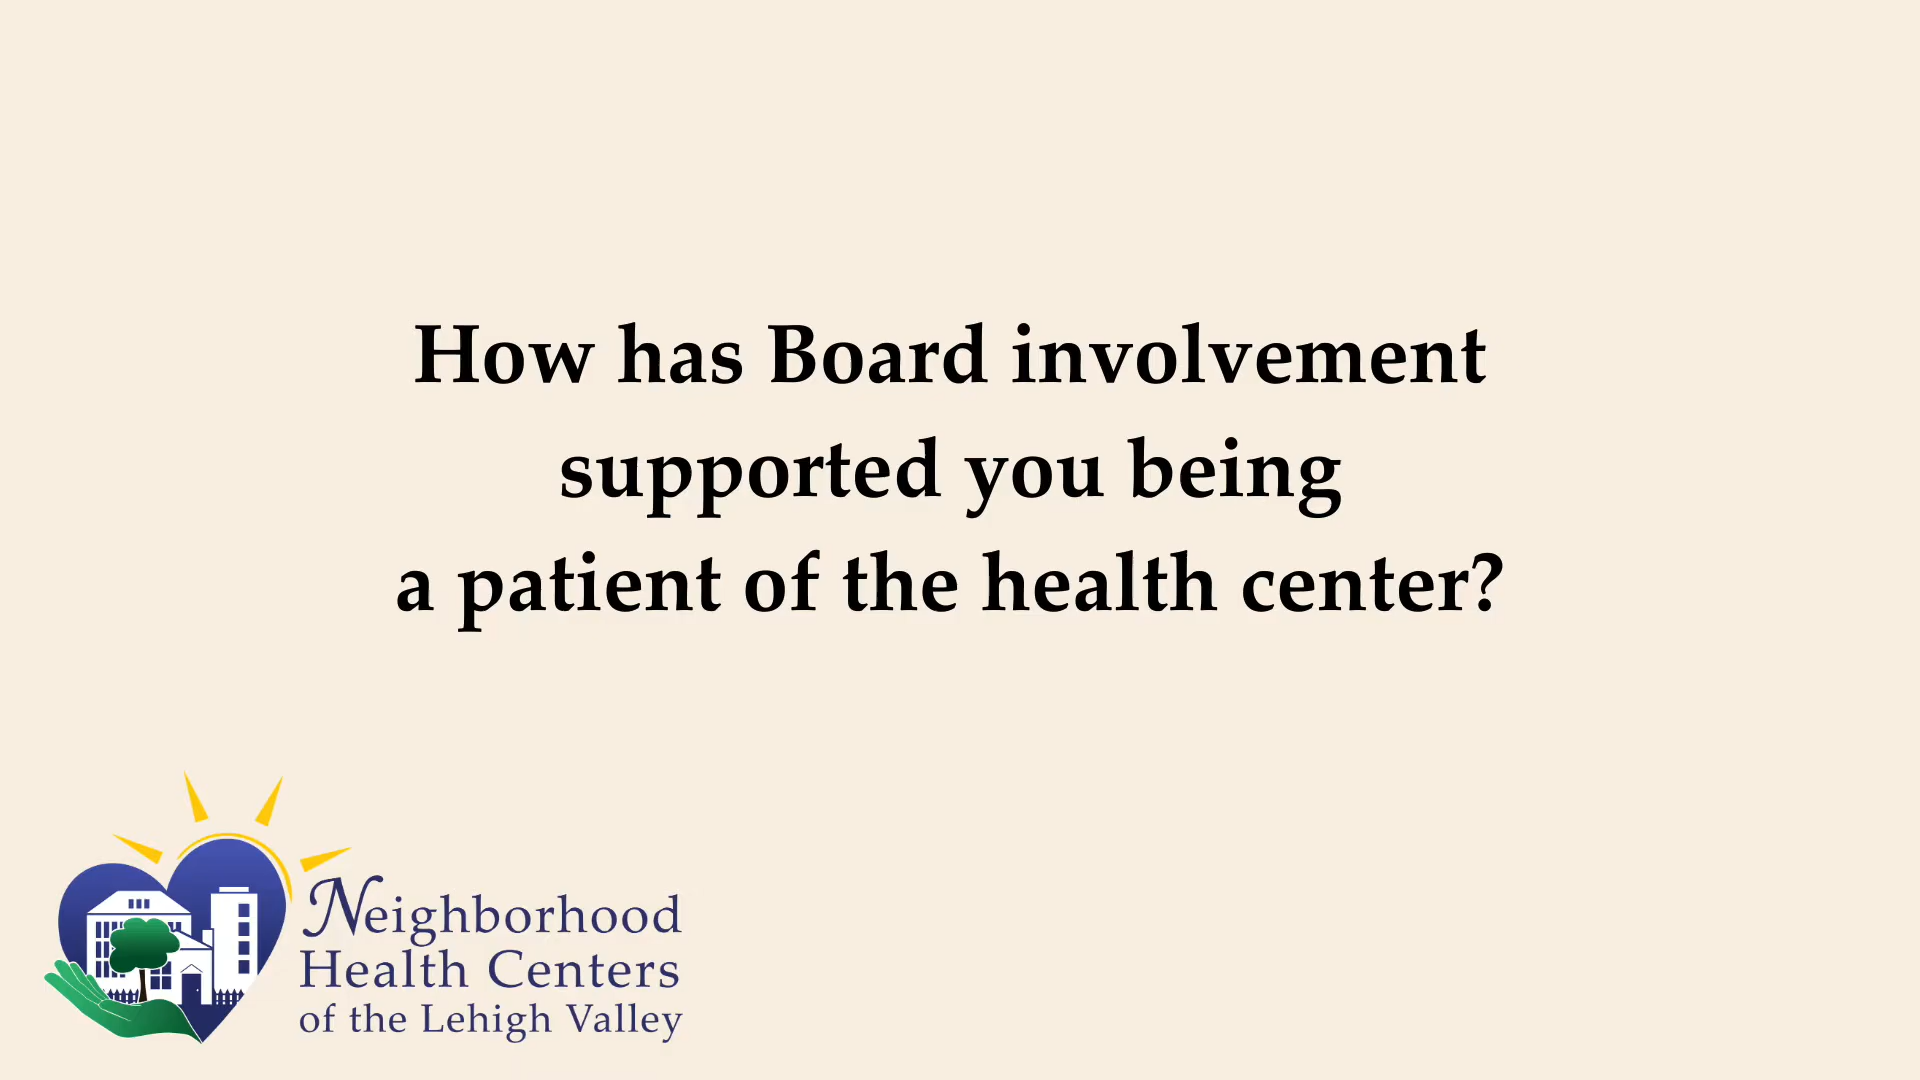 How has Board involvement
supported you being
a patient of the health center?
Neighborhood
Health Centers
of the Lehigh Valley